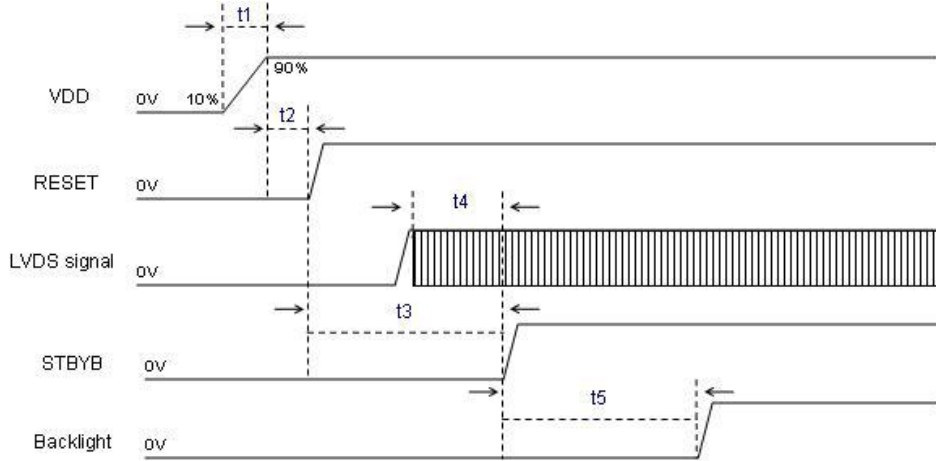 t1
90%
VDD 0V 10%
t2
RESET 0V
t4
LVDS signal 0V
t3
STBYB 0V
t5
Backlight 0V